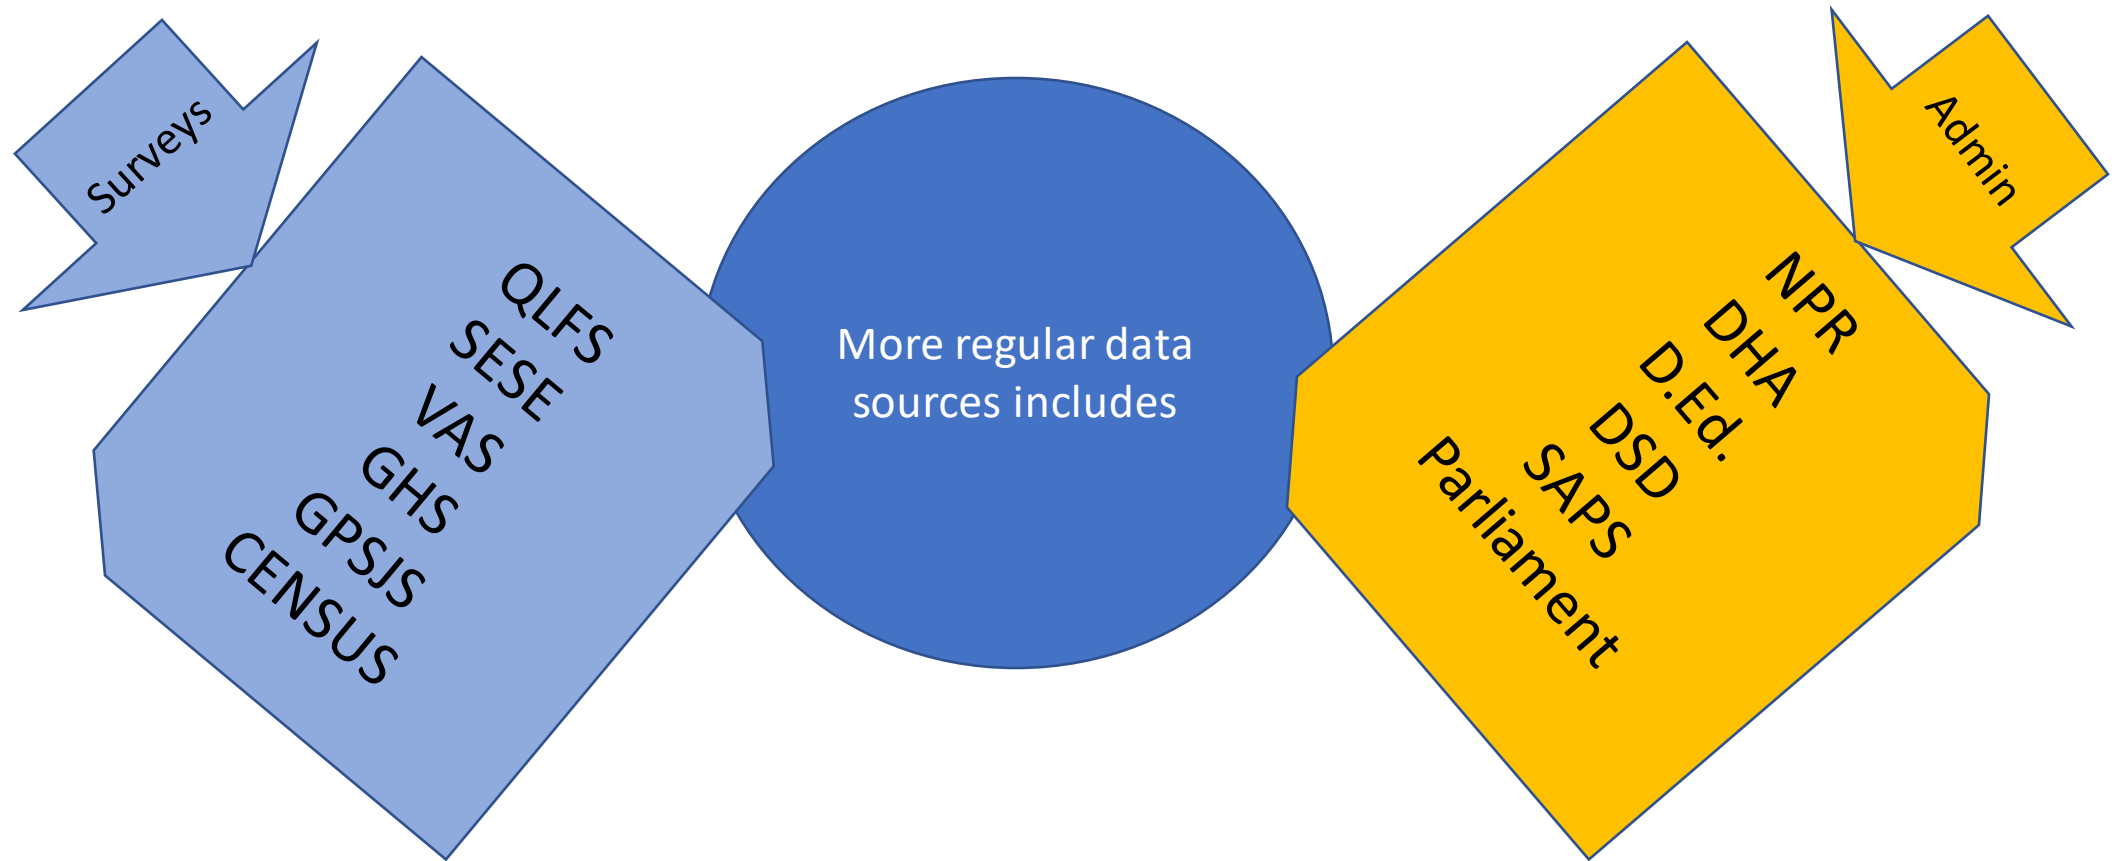 Surveys
QLFS
SESE
VAS
GHS
GPSJS
CENSUS
More regular data
sources includes
Admin
NPR
DHA
D.Ed.
DSD
SAPS
Parliament